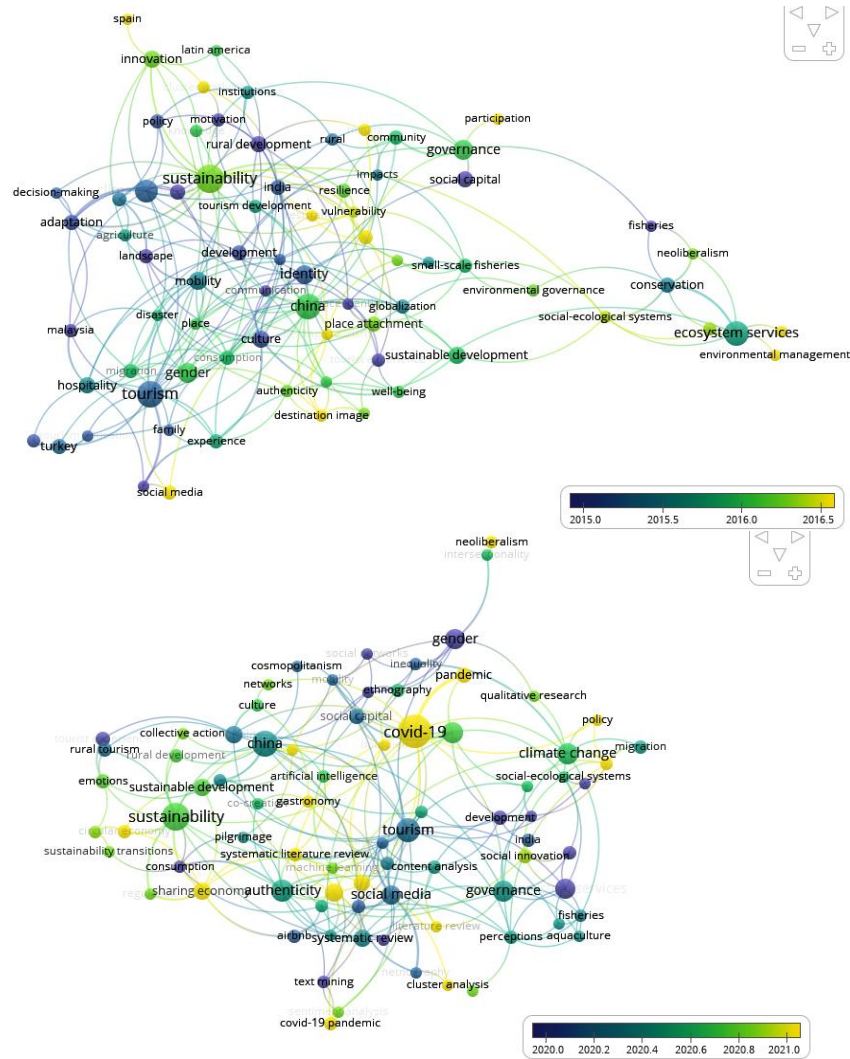 spain
innovation
latin america
institutions
policy
motivation
rural development
rural
community
participation
governance
sustainability
india
impacts
social capital
decision-making
resilience
tourism development
vulnerability
adaptation
agriculture
fisheries
landscape
development
neoliberalism
identity
small-scale fisheries
mobility
communication
environmental governance
conservation
china
globalization
disaster
place
place attachment
social-ecological systems
malaysia
culture
ecosystem services
consumption
sustainable development
environmental management
migration
gender
hospitality
tourism
authenticity
well-being
destination image
family
turkey
experience
social media
2015.0 2015.5 2016.0 2016.5
neoliberalism
intersectionality
gender
social networks
cosmopolitanism
inequality
pandemic
networks
mobility
ethnography
qualitative research
culture
social capital
policy
collective action
covid-19
rural tourism
china
rural development
climate change
migration
emotions
artificial intelligence
social-ecological systems
sustainable development
co-creation
gastronomy
sustainability
development
circular economy
pilgrimage
tourism
india
sustainability transitions
systematic literature review
social innovation
consumption
machine learning
content analysis
sharing economy
authenticity
social media
governance
services
fisheries
literature review
airbnb
systematic review
perceptions
aquaculture
text mining
cluster analysis
sentiment analysis
covid-19 pandemic
2020.0 2020.2 2020.4 2020.6 2020.8 2021.0